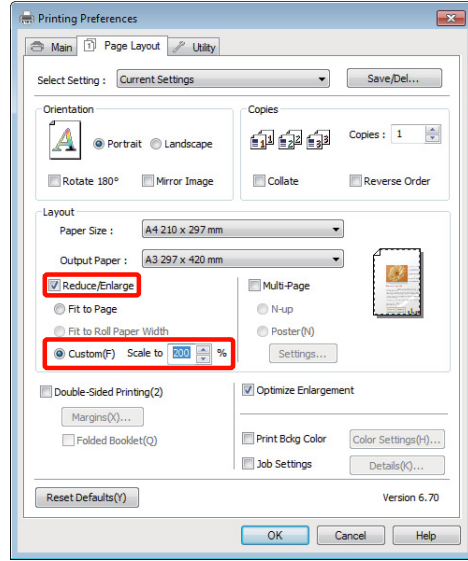 Printing Preferences
Main Page Layout Utility
Select Setting : Current Settings Save/Del...
Orientation
Portrait Landscape
Rotate 180° Mirror Image
Copies
Copies : 1
Collate Reverse Order
Layout
Paper Size : A4 210 x 297 mm
Output Paper : A3 297 x 420 mm
Reduce/Enlarge
Fit to Page
Fit to Roll Paper Width
Custom(F) Scale to 200 %
Multi-Page
N-up
Poster(N)
Settings...
Double-Sided Printing(2)
Margins(X)...
Folded Booklet(Q)
Optimize Enlargement
Print Bckg Color Color Settings(H)...
Job Settings Details(K)...
Reset Defaults(Y) Version 6.70
OK Cancel Help